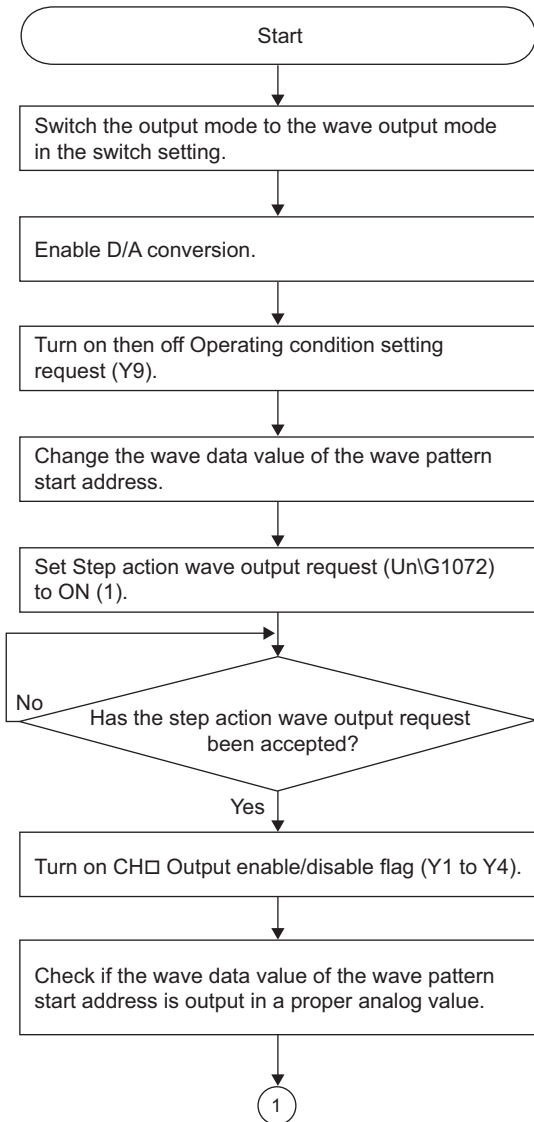 Start
Switch the output mode to the wave output mode
in the switch setting.
Enable D/A conversion.
Turn on then off Operating condition setting
request (Y9).
Change the wave data value of the wave pattern
start address.
Set Step action wave output request (Un\G1072)
to ON (1).
No
Has the step action wave output request
been accepted?
Yes
Turn on CH□ Output enable/disable flag (Y1 to Y4).
Check if the wave data value of the wave pattern
start address is output in a proper analog value.
1